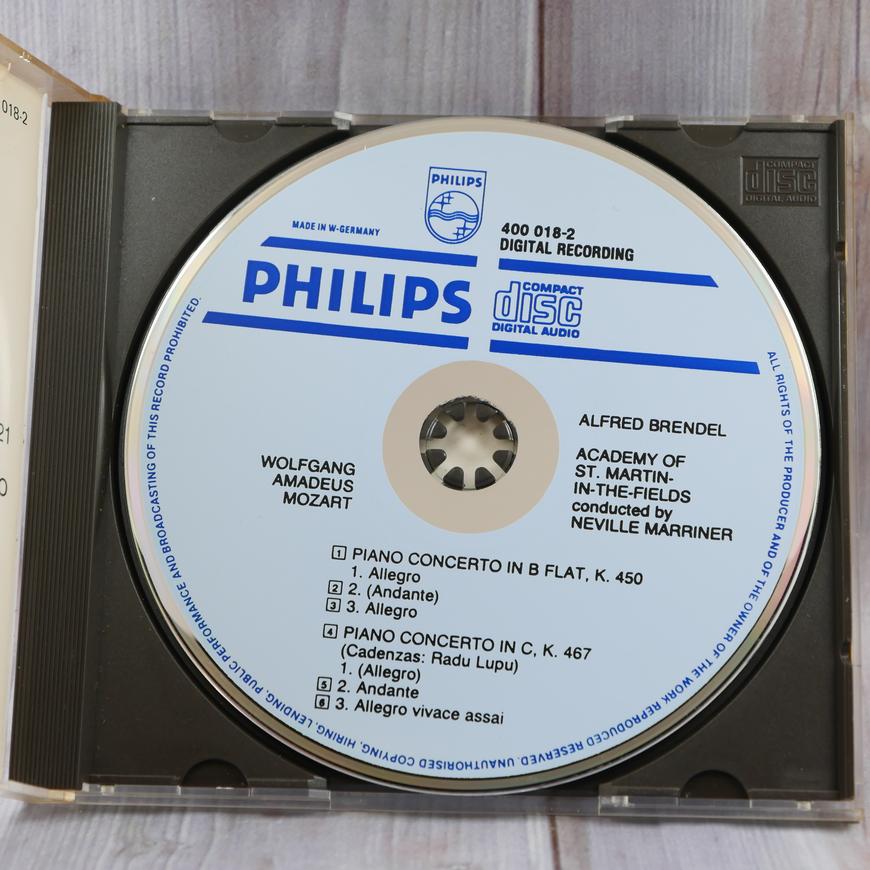 018-2
21
0
COMPACT
disc
DIGITAL AUDIO
PHILIPS
MADE IN W-GERMANY
400 018-2
DIGITAL RECORDING
PHILIPS
COMPACT
disc
DIGITAL AUDIO
ALFRED BRENDEL
ACADEMY OF
ST. MARTIN-
IN-THE-FIELDS
conducted by
NEVILLE MARRINER
WOLFGANG
AMADEUS
MOZART
1 PIANO CONCERTO IN B FLAT, K. 450
1. Allegro
2 2. (Andante)
3 3. Allegro
4 PIANO CONCERTO IN C, K. 467
(Cadenzas: Radu Lupu)
1. (Allegro)
5 2. Andante
6 3. Allegro vivace assai
ALL RIGHTS OF THE PRODUCER AND OF THE OWNER OF THE WORK REPRODUCED RESERVED. UNAUTHORISED COPYING, HIRING, LENDING, PUBLIC PERFORMANCE AND BROADCASTING OF THIS RECORD PROHIBITED.